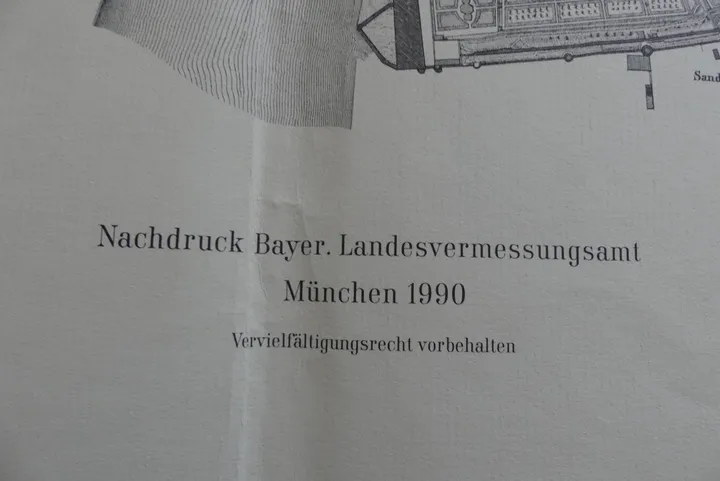 Sand
Nachdruck Bayer. Landesvermessungsamt
München 1990
Vervielfältigungsrecht vorbehalten